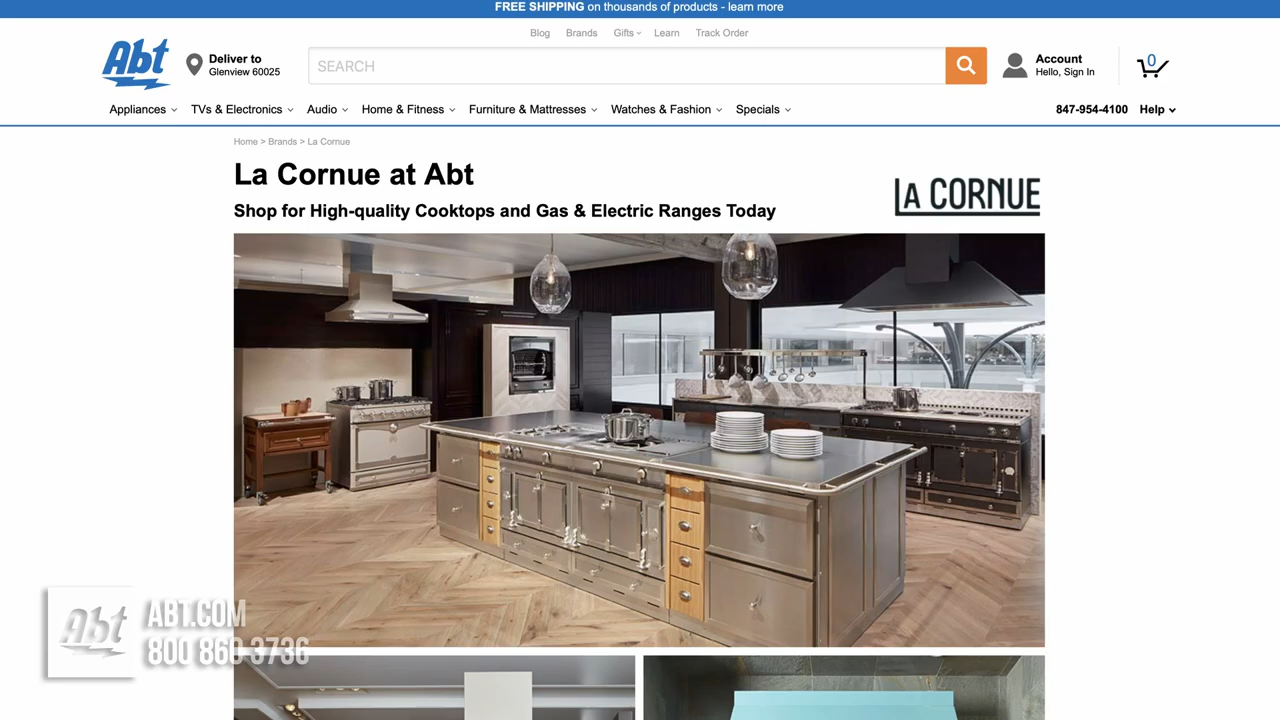 FREE SHIPPING on thousands of products - learn more
Blog Brands Gifts Learn Track Order
Abt
Deliver to
Glenview 60025
SEARCH
Account
Hello, Sign In
0
Appliances TVs & Electronics Audio Home & Fitness Furniture & Mattresses Watches & Fashion Specials 847-954-4100 Help
Home > Brands > La Cornue
La Cornue at Abt
LA CORNUE
Shop for High-quality Cooktops and Gas & Electric Ranges Today
Abt
ABT.COM
800 860 3736